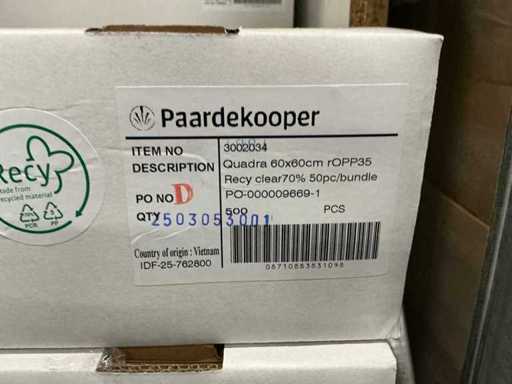 Paardekooper
ITEM NO 3002034
DESCRIPTION Quadra 60x60cm rOPP35
Recy clear70% 50pc/bundle
PO NO D PO-000009669-1
QTY 500 PCS
2503053001
Country of origin : Vietnam
IDF-25-762800
Recy
made from
recycled material
PCR
PP